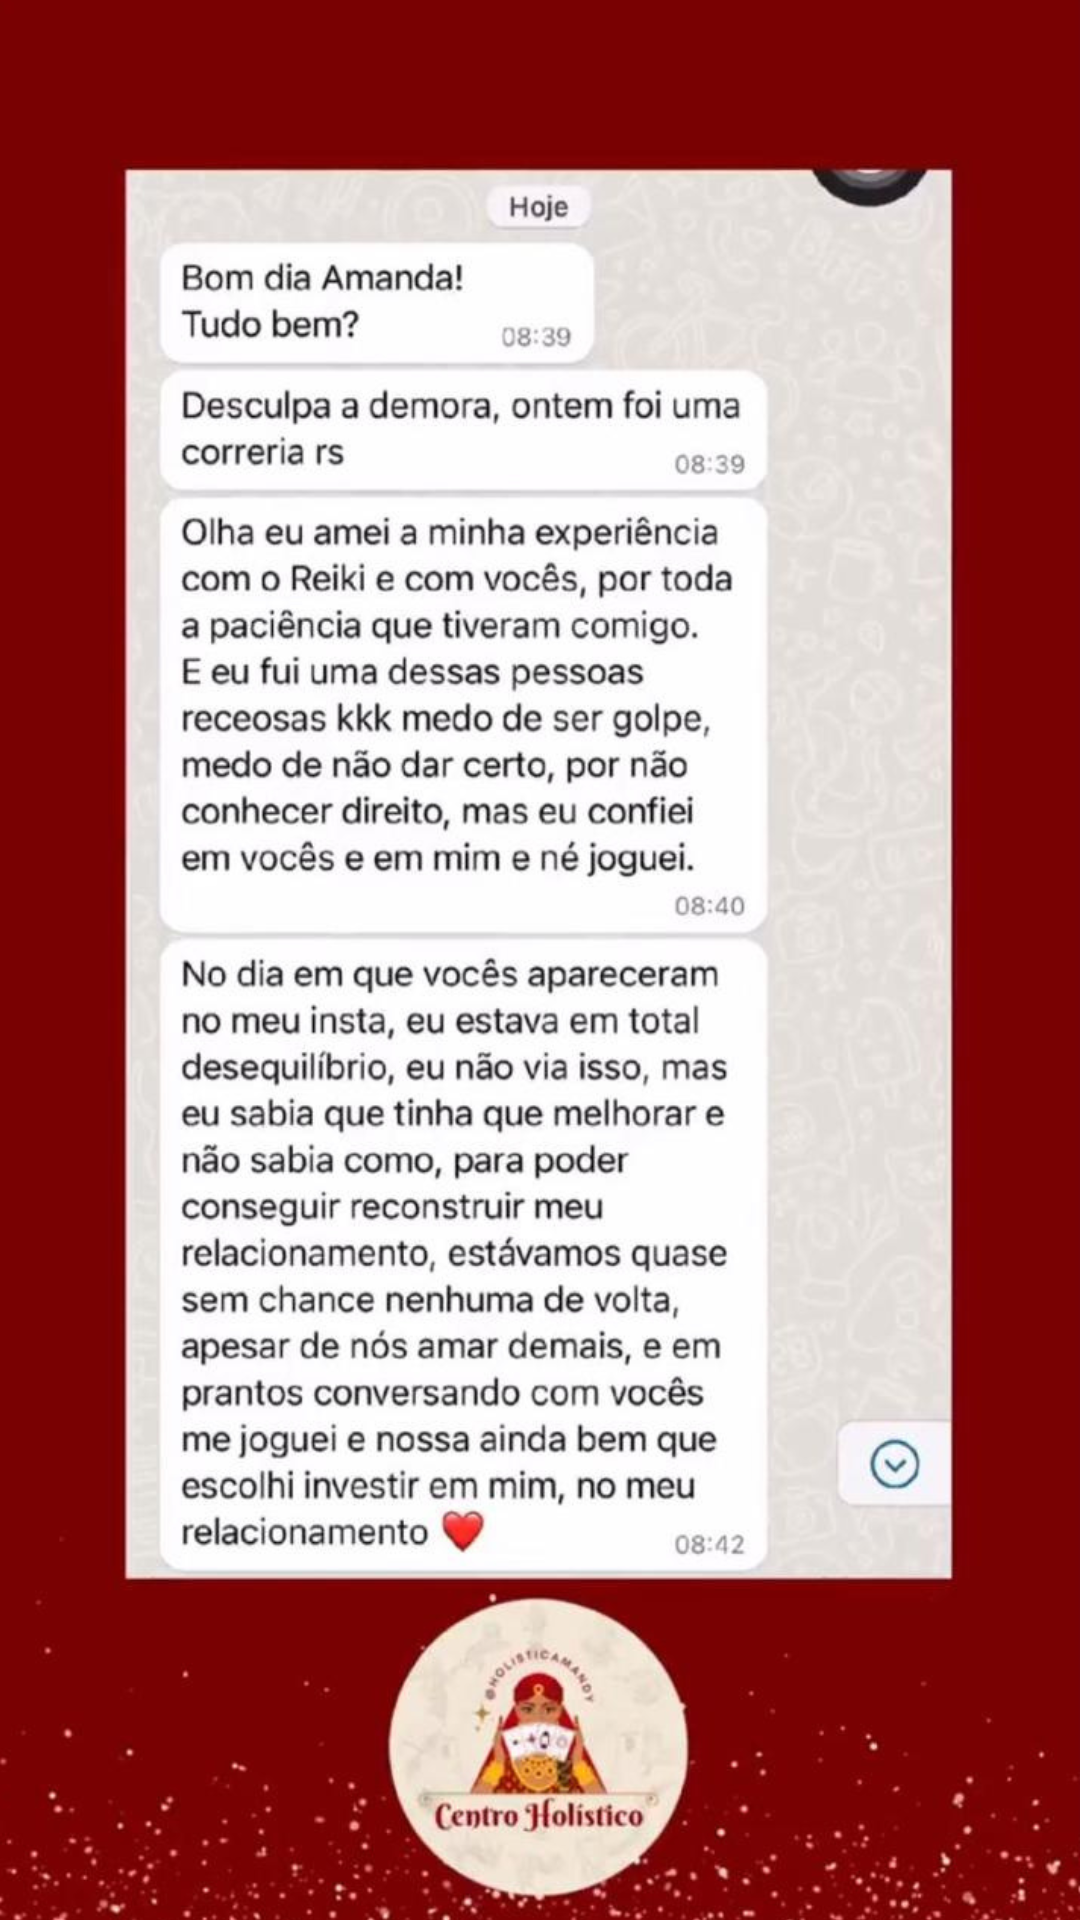 Hoje
Bom dia Amanda!
Tudo bem?
08:39
Desculpa a demora, ontem foi uma
correria rs
08:39
Olha eu amei a minha experiência
com o Reiki e com vocês, por toda
a paciência que tiveram comigo.
E eu fui uma dessas pessoas
receosas kkk medo de ser golpe,
medo de não dar certo, por não
conhecer direito, mas eu confiei
em vocês e em mim e né joguei.
08:40
No dia em que vocês apareceram
no meu insta, eu estava em total
desequilíbrio, eu não via isso, mas
eu sabia que tinha que melhorar e
não sabia como, para poder
conseguir reconstruir meu
relacionamento, estávamos quase
sem chance nenhuma de volta,
apesar de nós amar demais, e em
prantos conversando com vocês
me joguei e nossa ainda bem que
escolhi investir em mim, no meu
relacionamento ❤️
08:42
@HOLISTICAMANDY
Centro Holístico